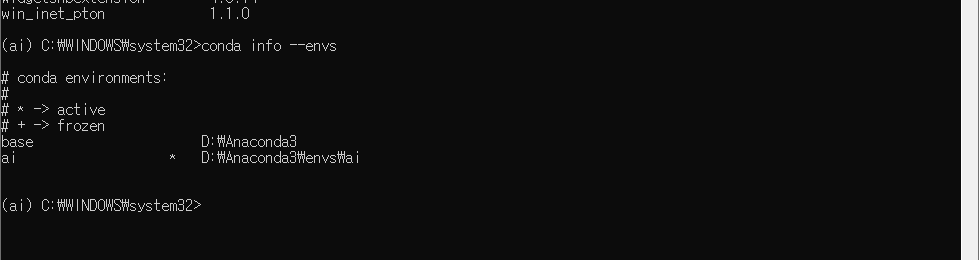 win_inet_pton 1.1.0
(ai) C:₩WINDOWS₩system32>conda info --envs
# conda environments:
#
# * -> active
# + -> frozen
base D:₩Anaconda3
ai * D:₩Anaconda3₩envs₩ai
(ai) C:₩WINDOWS₩system32>